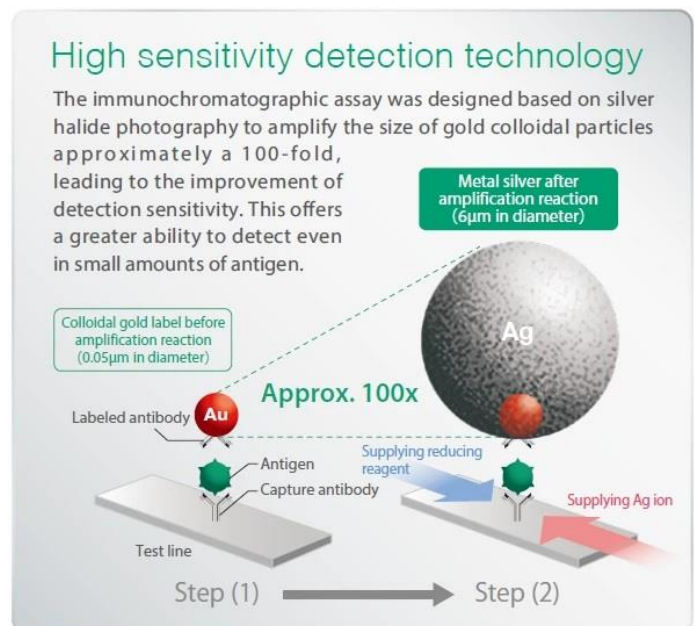 High sensitivity detection technology
The immunochromatographic assay was designed based on silver
halide photography to amplify the size of gold colloidal particles
approximately a 100-fold,
leading to the improvement of
detection sensitivity. This offers
a greater ability to detect even
in small amounts of antigen.
Metal silver after
amplification reaction
(6μm in diameter)
Colloidal gold label before
amplification reaction
(0.05μm in diameter)
Ag
Approx. 100x
Au
Labeled antibody
Supplying reducing
reagent
Antigen
Capture antibody
Supplying Ag ion
Test line
Step (1)
Step (2)